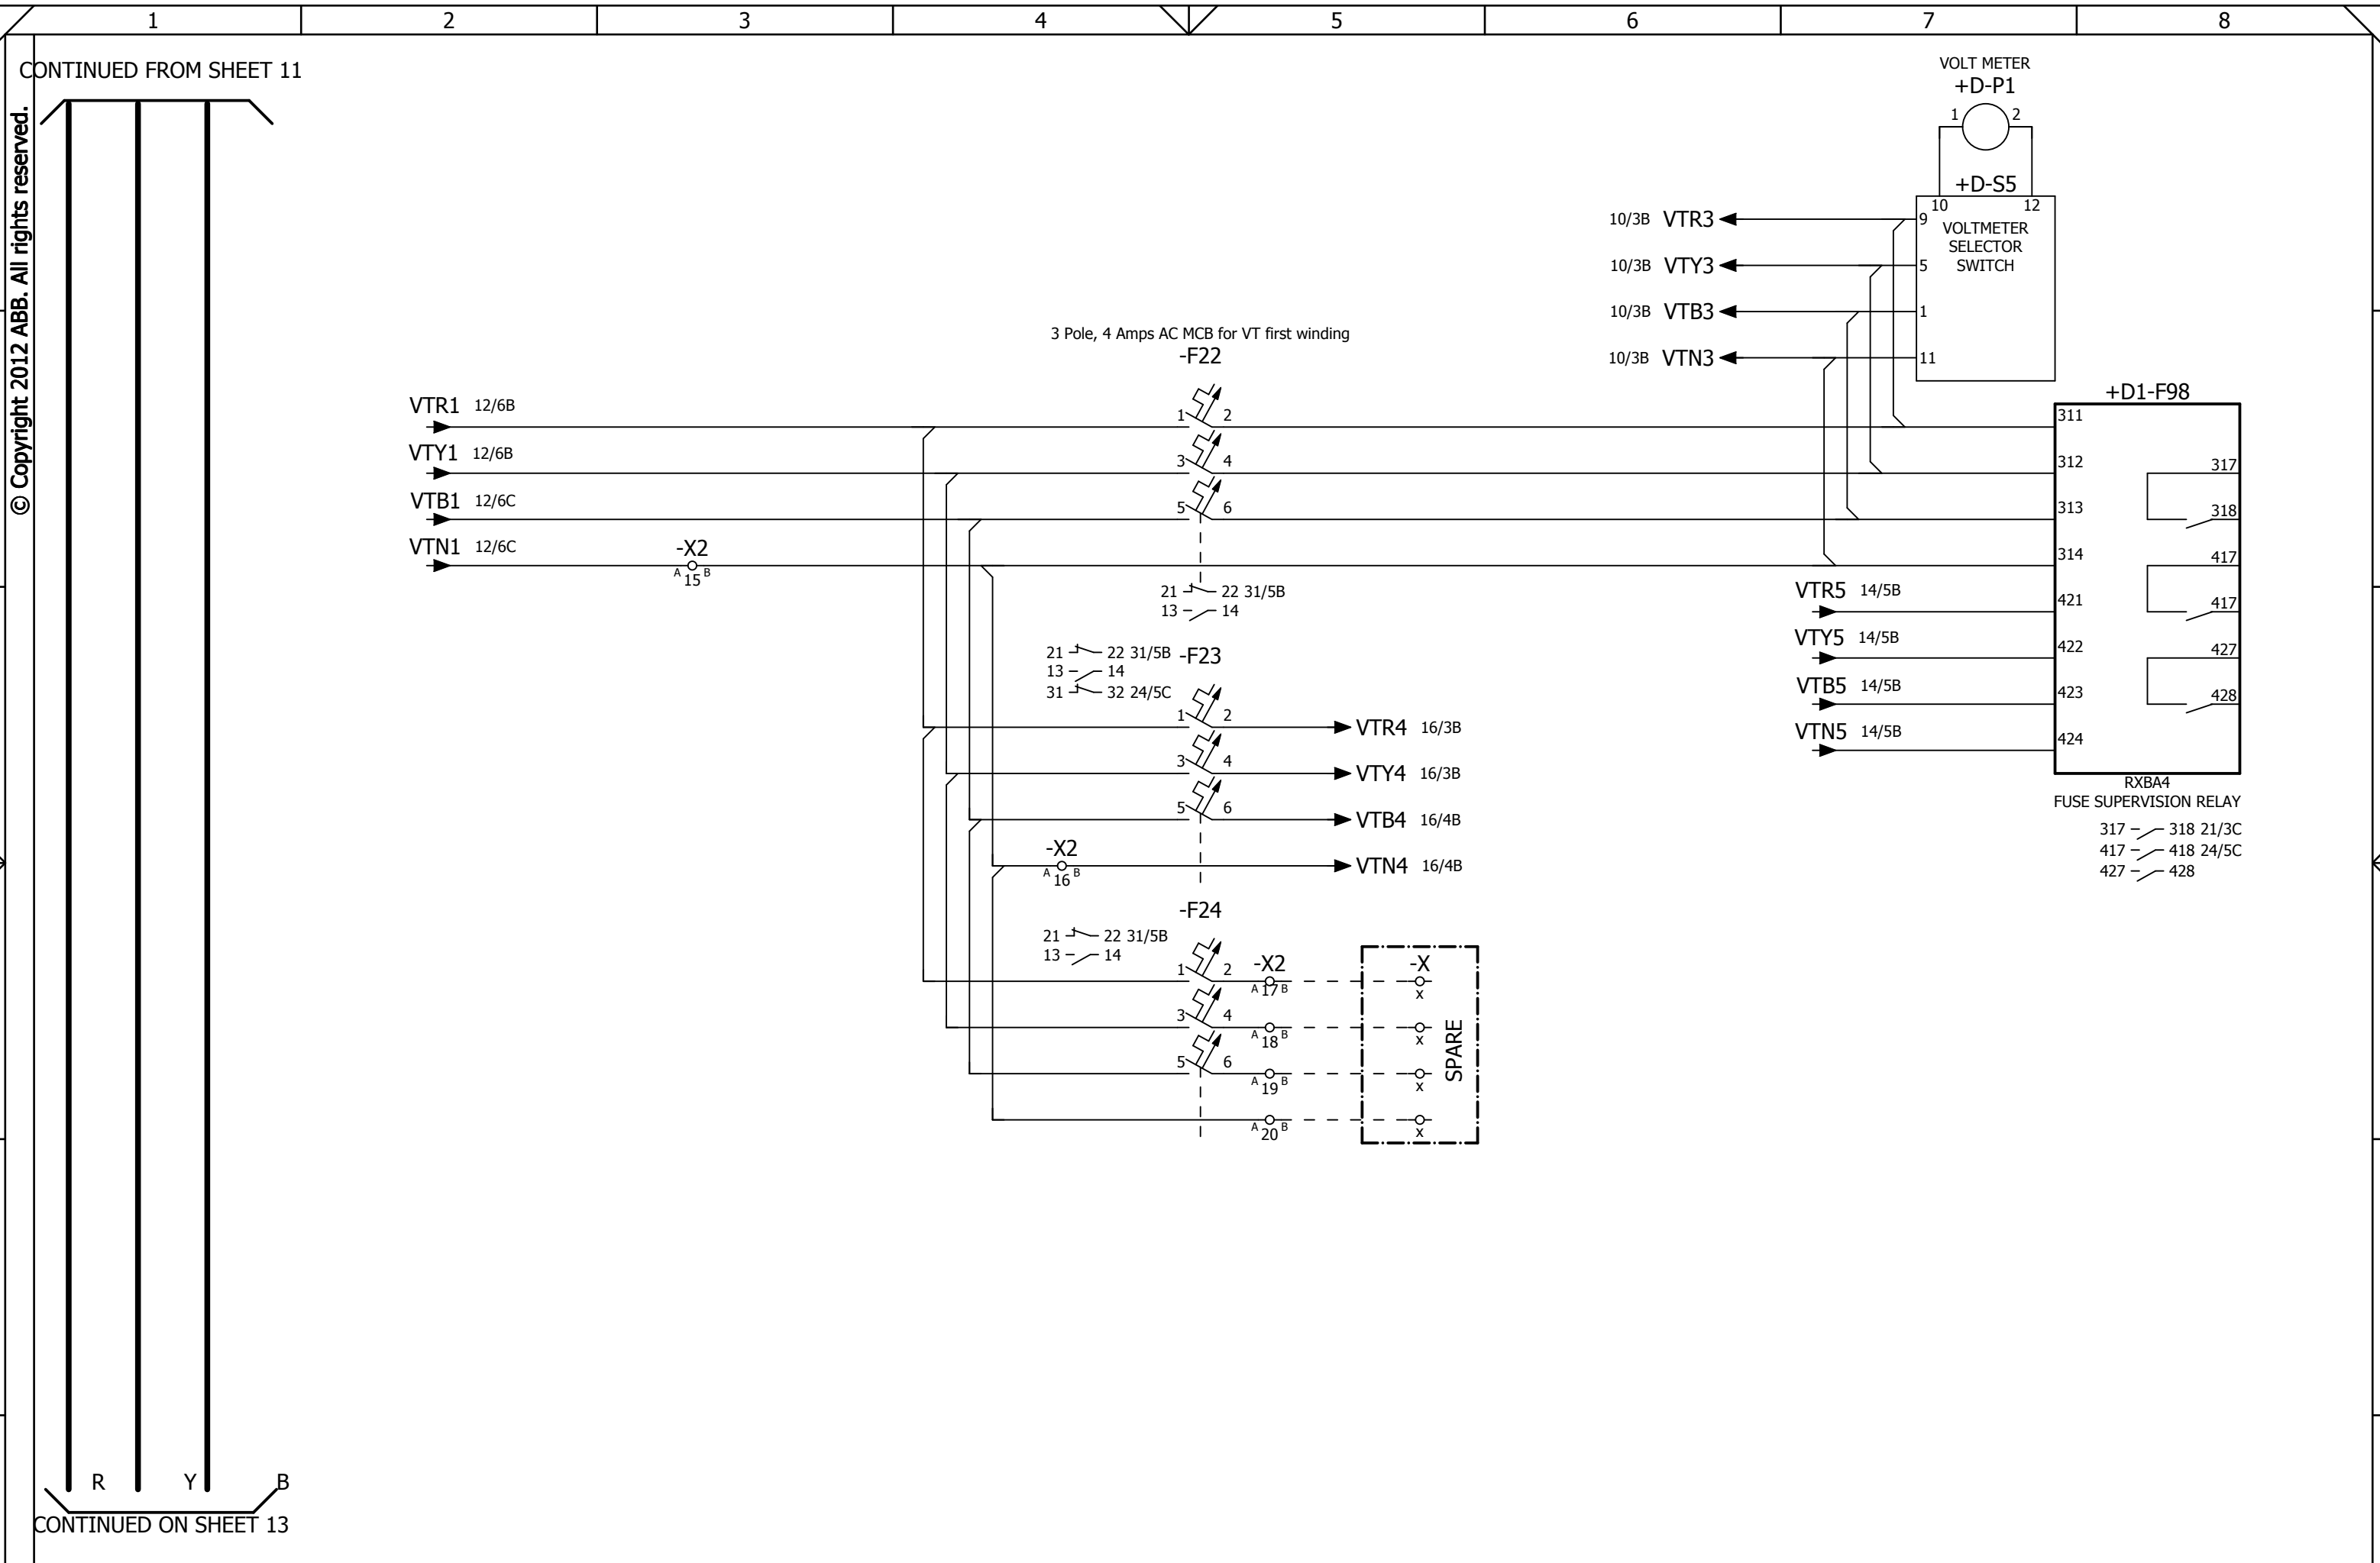 1 2 3 4 5 6 7 8
CONTINUED FROM SHEET 11
© Copyright 2012 ABB. All rights reserved.
VOLT METER
+D-P1
1 2
+D-S5
10 12
VOLTMETER
SELECTOR
SWITCH
10/3B VTR3 9
10/3B VTY3 5
10/3B VTB3 1
10/3B VTN3 11
3 Pole, 4 Amps AC MCB for VT first winding
-F22
VTR1 12/6B
1 2
VTY1 12/6B
3 4
VTB1 12/6C
5 6
VTN1 12/6C
-X2
A 15 B
21 22 31/5B
13 14
+D1-F98
311
312 317
313 318
314 417
VTR5 14/5B
421 417
VTY5 14/5B
422 427
VTB5 14/5B
423 428
VTN5 14/5B
424
RXBA4
FUSE SUPERVISION RELAY
317 318 21/3C
417 418 24/5C
427 428
21 22 31/5B
13 14
31 32 24/5C
-F23
1 2 VTR4 16/3B
3 4 VTY4 16/3B
5 6 VTB4 16/4B
-X2
A 16 B
VTN4 16/4B
-F24
21 22 31/5B
13 14
1 2
-X2
A 17 B
-X
x
3 4
A 18 B
x
5 6
A 19 B
x
A 20 B
x
SPARE
R Y B
CONTINUED ON SHEET 13